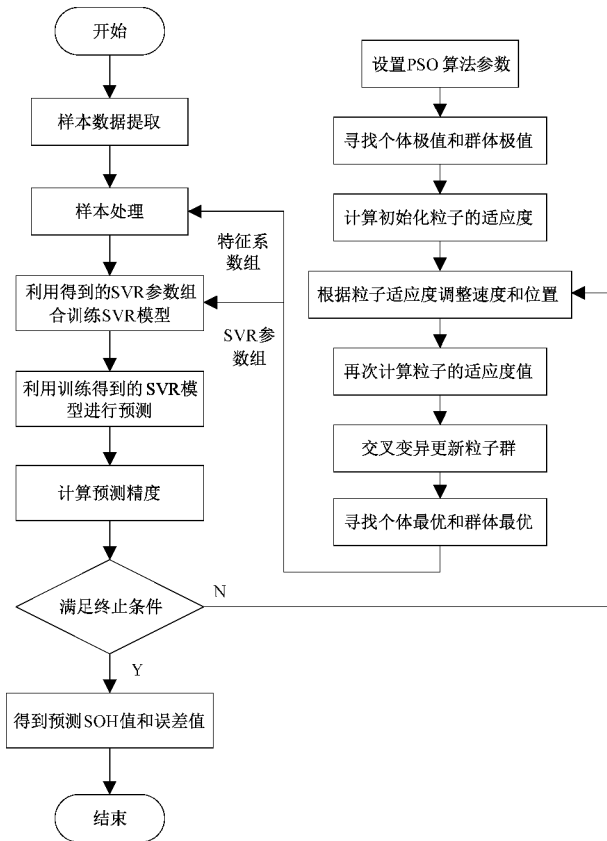 开始
样本数据提取
样本处理
利用得到的SVR参数组
合训练SVR模型
利用训练得到的SVR模
型进行预测
计算预测精度
满足终止条件
N
Y
得到预测SOH值和误差值
结束
特征系
数组
SVR参
数组
设置PSO 算法参数
寻找个体极值和群体极值
计算初始化粒子的适应度
根据粒子适应度调整速度和位置
再次计算粒子的适应度值
交叉变异更新粒子群
寻找个体最优和群体最优